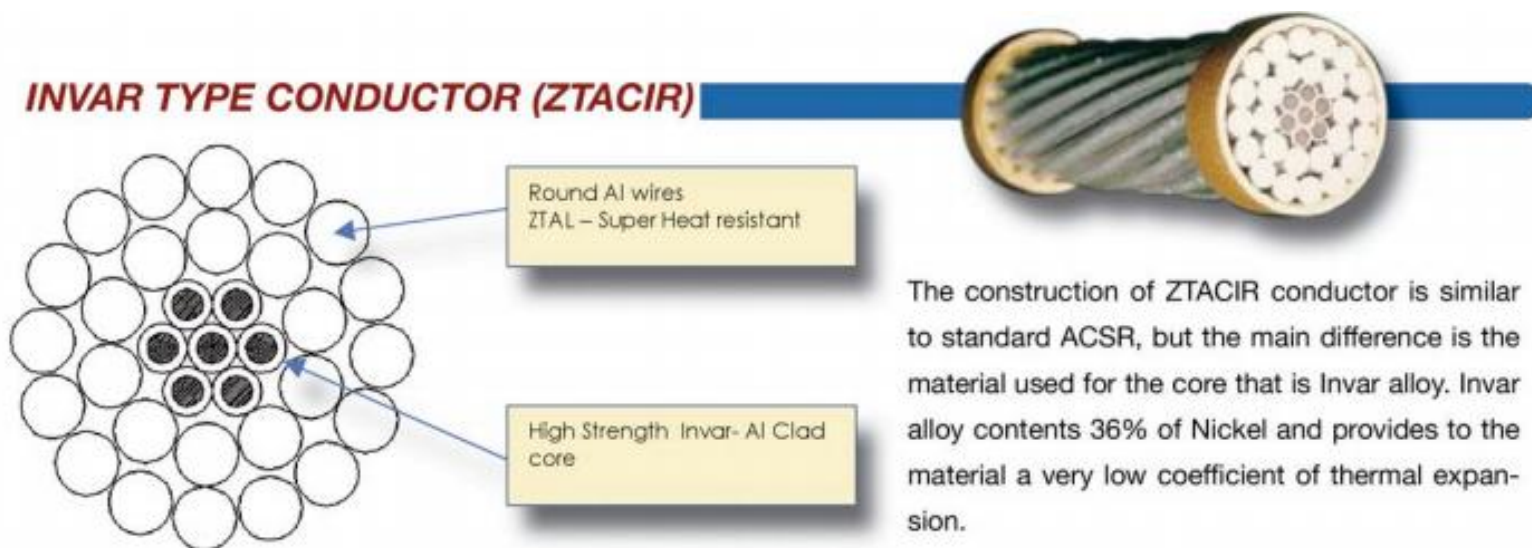 INVAR TYPE CONDUCTOR (ZTACIR)
Round Al wires
ZTAL – Super Heat resistant
High Strength Invar- Al Clad
core
The construction of ZTACIR conductor is similar
to standard ACSR, but the main difference is the
material used for the core that is Invar alloy. Invar
alloy contents 36% of Nickel and provides to the
material a very low coefficient of thermal expan-
sion.